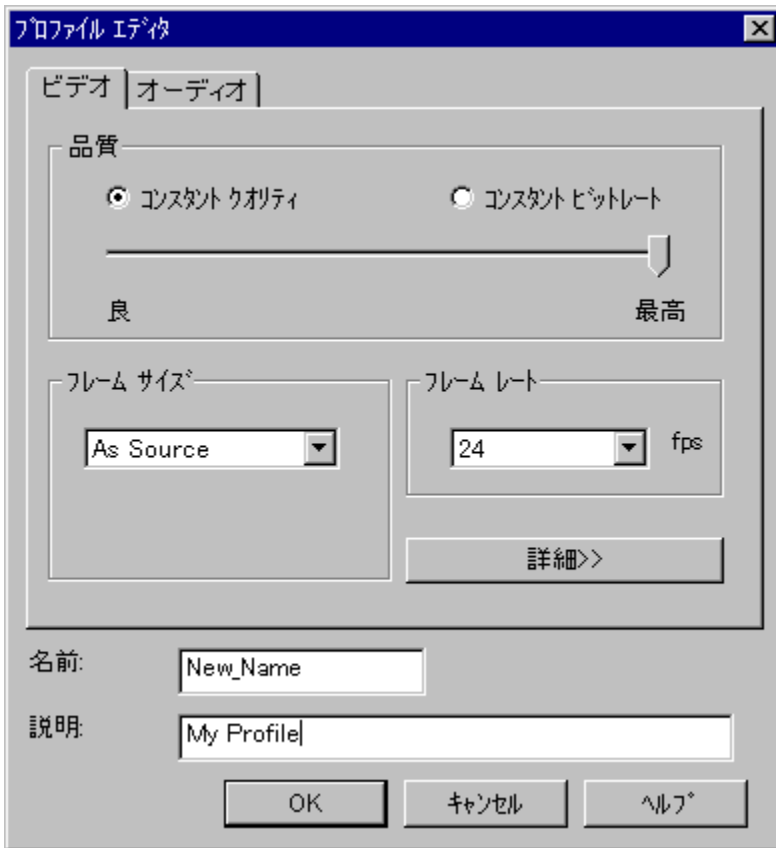 ﾌﾟﾛﾌｧｲﾙ ｴﾃﾞｨﾀ
ビデオ オーディオ
品質
ｺﾝｽﾀﾝﾄ ｸｵﾘﾃｨ ｺﾝｽﾀﾝﾄ ﾋﾞｯﾄﾚｰﾄ
良 最高
ﾌﾚｰﾑ ｻｲｽﾞ ﾌﾚｰﾑ ﾚｰﾄ
As Source 24 fps
詳細>>
名前: New_Name
説明: My Profile
OK ｷｬﾝｾﾙ ﾍﾙﾌﾟ